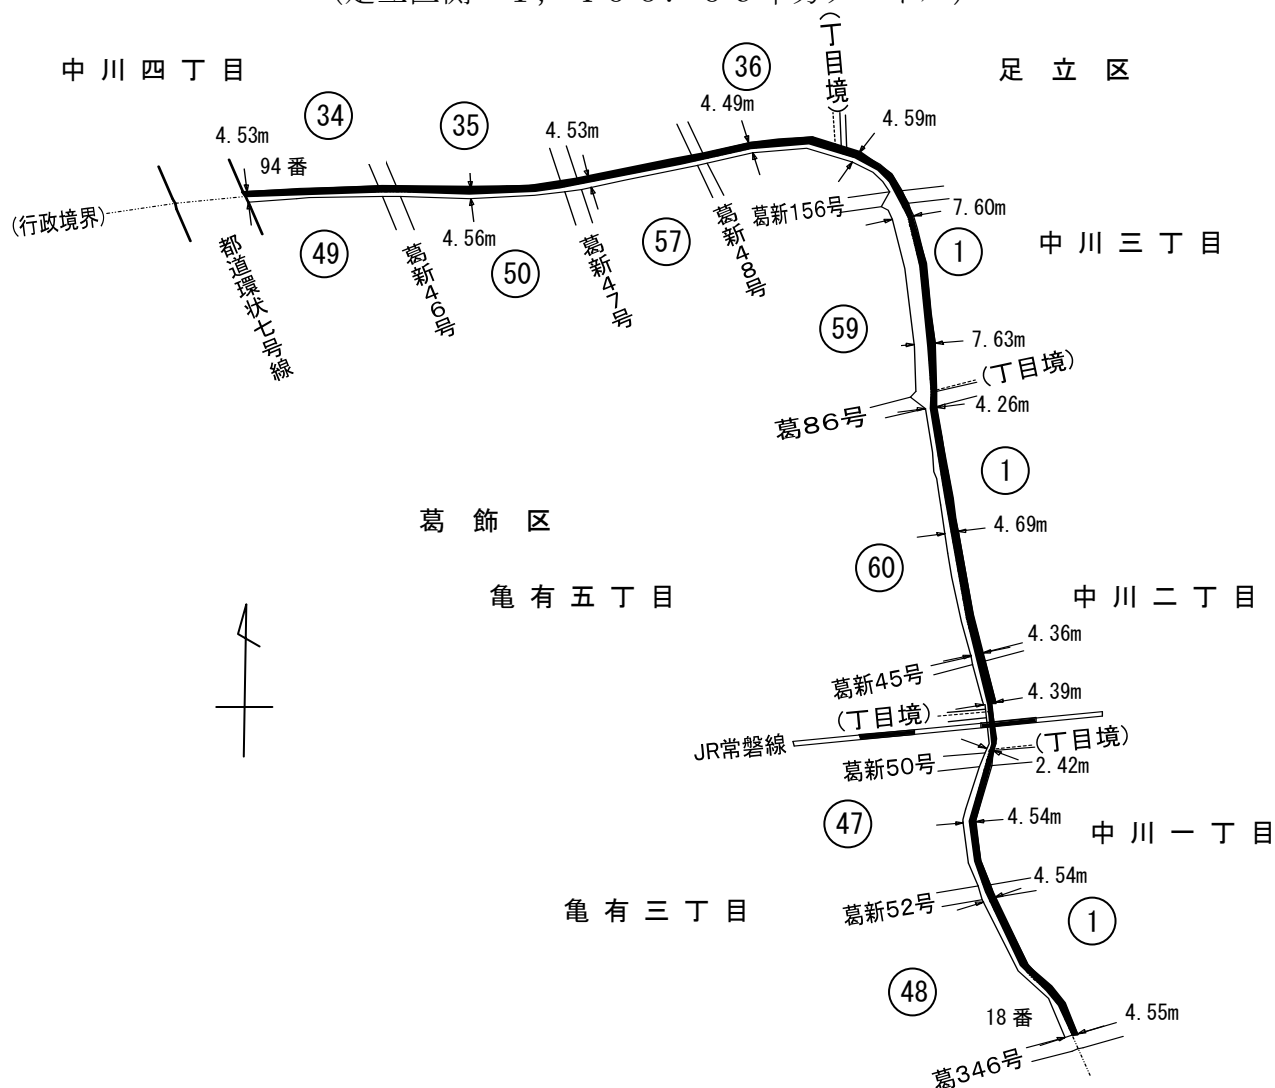 中川四丁目
足立区
(丁目境)
36
34
35
4.49m
4.59m
4.53m
4.53m
94番
(行政境界)
都道環状七号線
49
葛新46号
4.56m
50
葛新47号
57
葛新48号
葛新156号
7.60m
1
中川三丁目
59
7.63m
(丁目境)
4.26m
葛86号
1
葛飾区
4.69m
60
亀有五丁目
中川二丁目
4.36m
葛新45号
4.39m
(丁目境)
JR常磐線
(丁目境)
葛新50号
2.42m
47
4.54m
中川一丁目
4.54m
葛新52号
亀有三丁目
1
48
18番
4.55m
葛346号